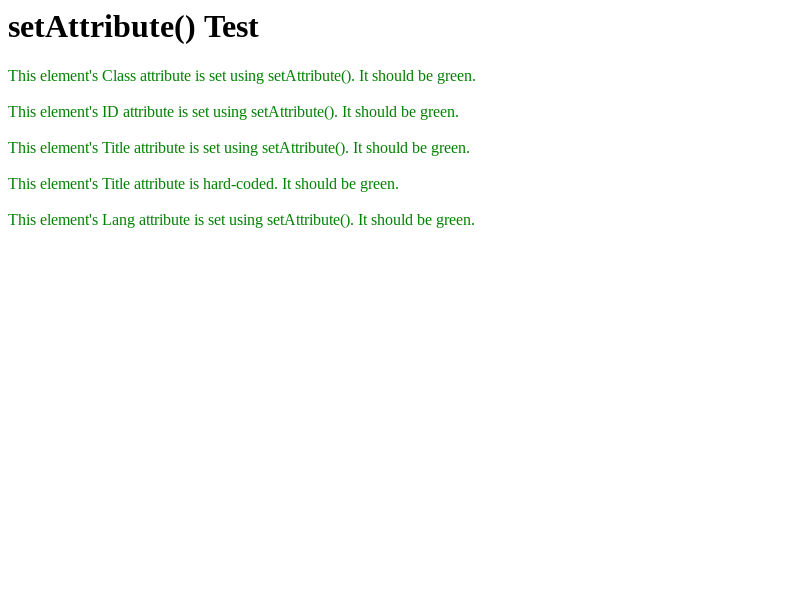 setAttribute() Test
This element's Class attribute is set using setAttribute(). It should be green.
This element's ID attribute is set using setAttribute(). It should be green.
This element's Title attribute is set using setAttribute(). It should be green.
This element's Title attribute is hard-coded. It should be green.
This element's Lang attribute is set using setAttribute(). It should be green.